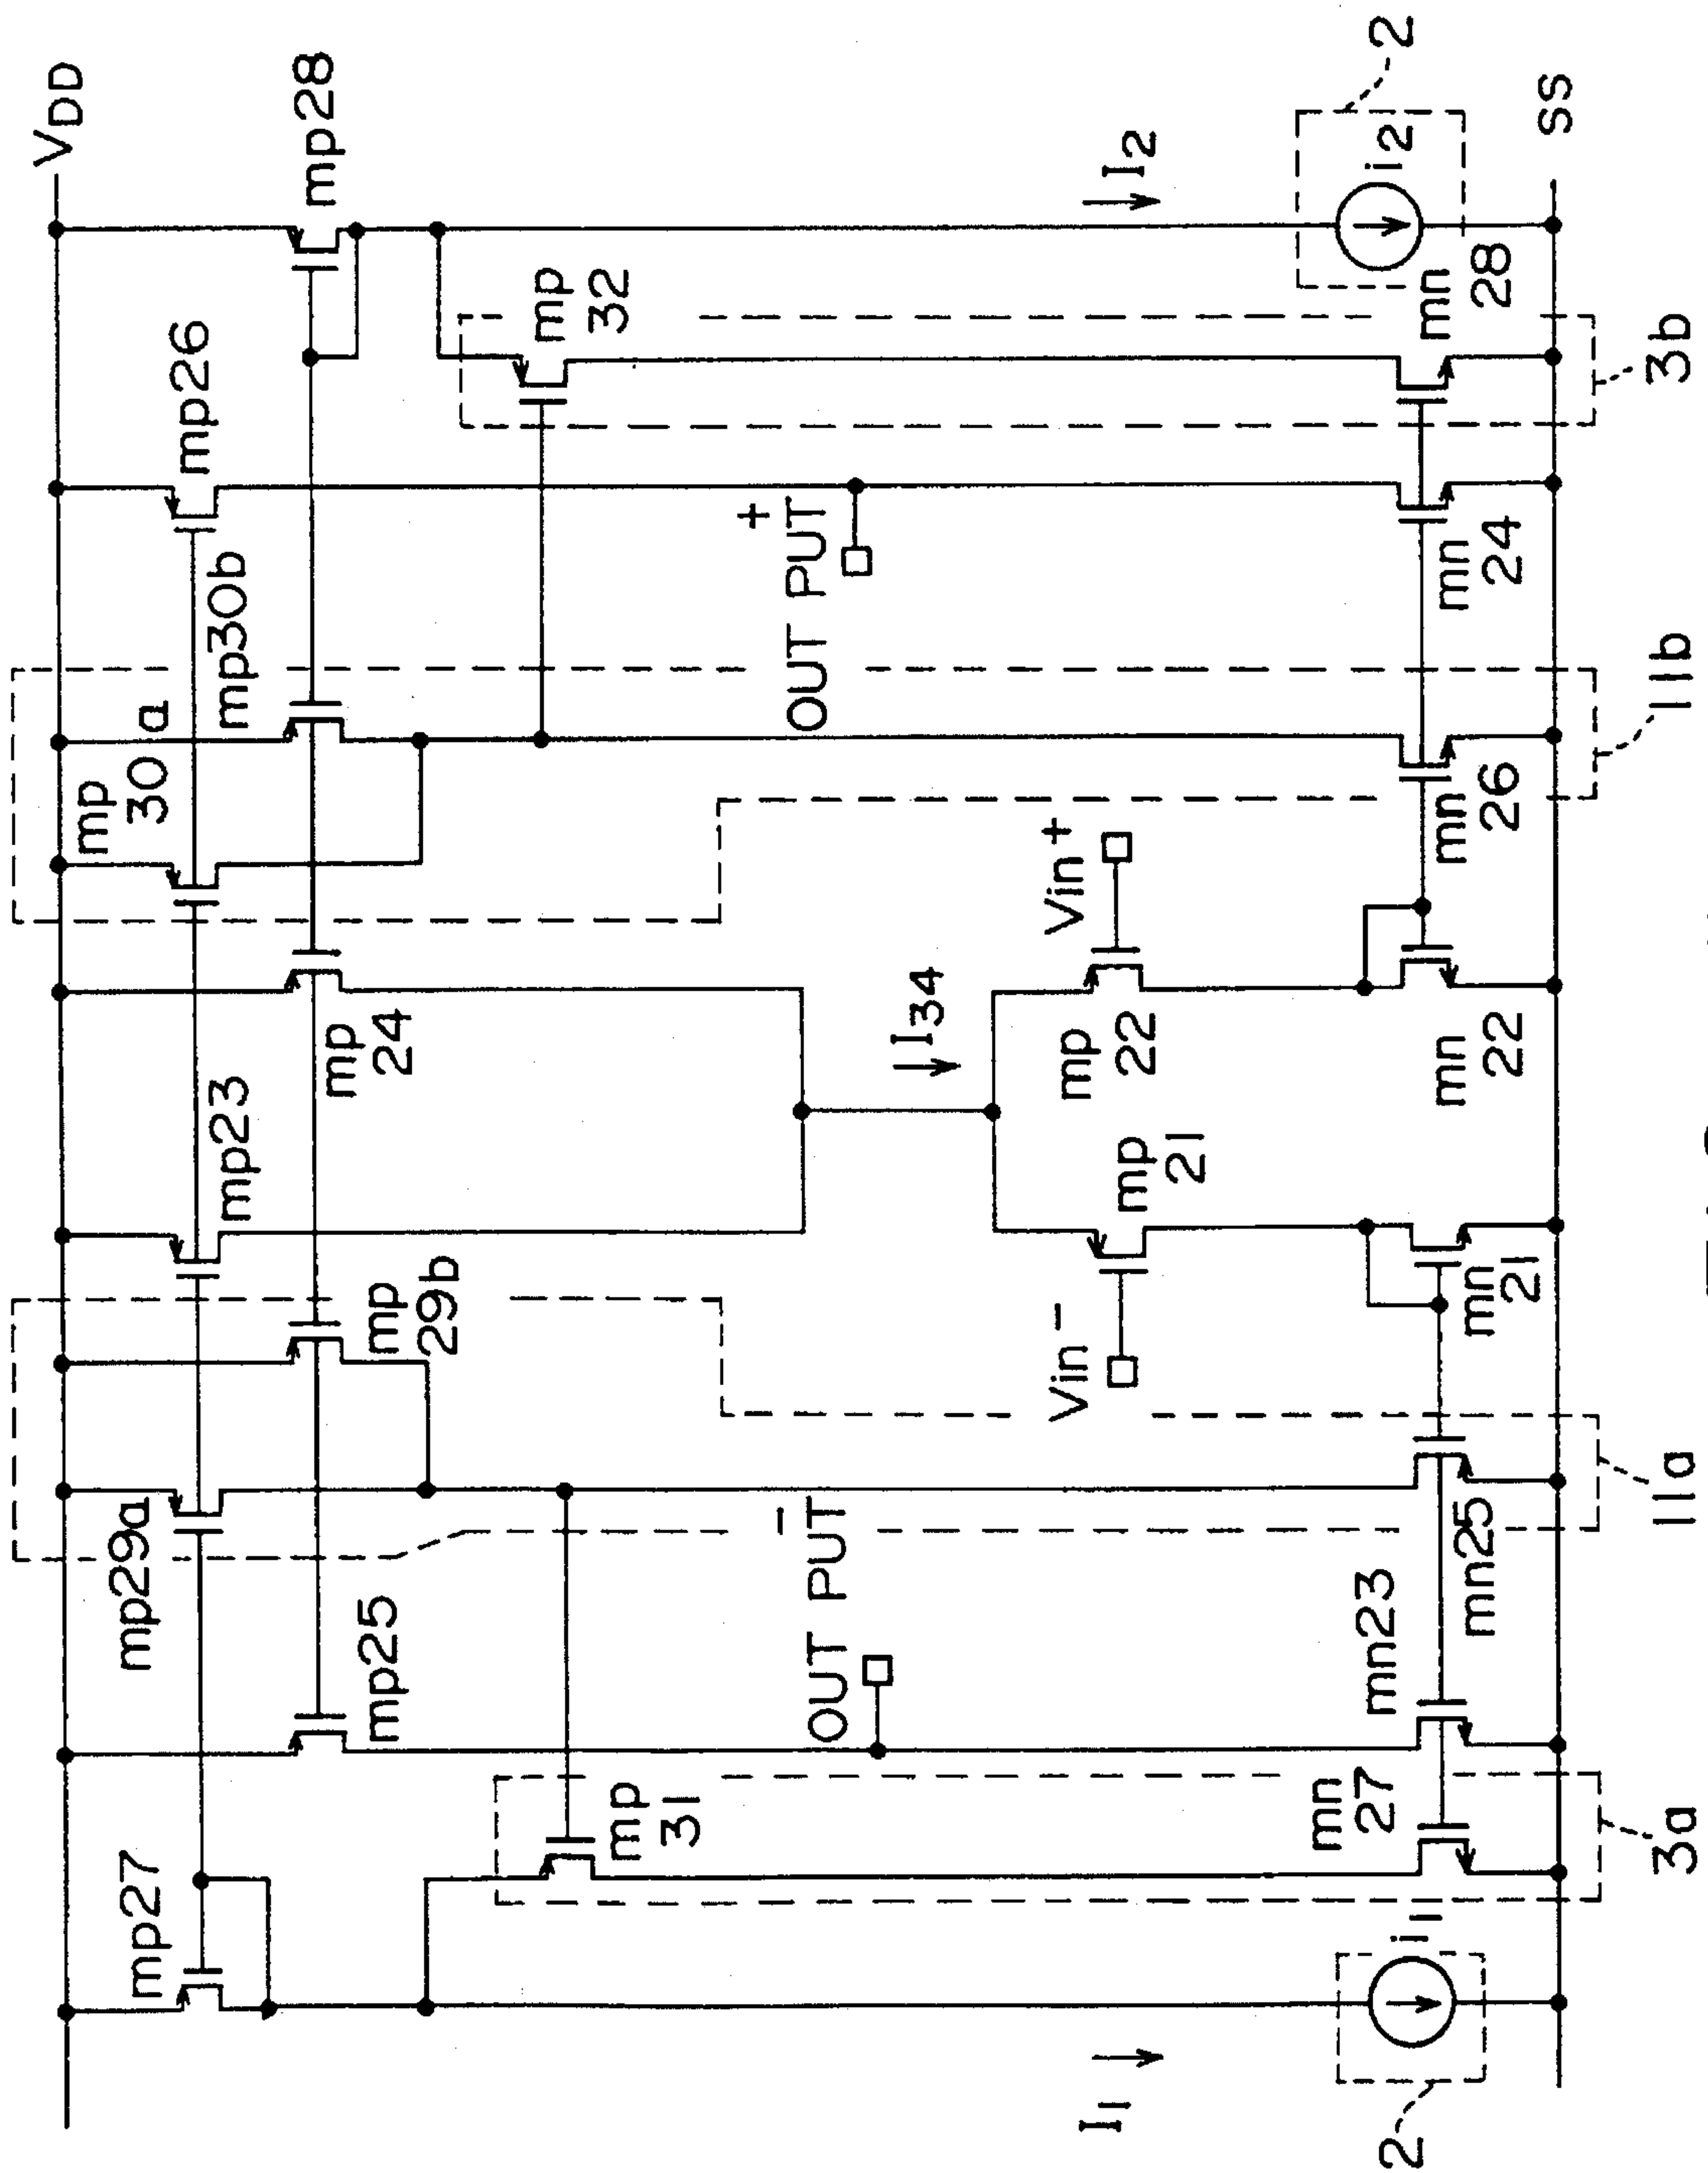 VDD
mp28
mp26
mp
30a
mp30b
mp
32
mp
24
mp23
mp
29b
mp29a
mp25
mp27
mp
31
OUT PUT
+
OUT PUT
-
I2
I34
I1
Vin+
Vin-
mp
22
mp
21
i2
2
mn
28
mn
24
mn
26
mn
22
mn
21
mn25
mn23
mn
27
i1
2
SS
3b
11b
11a
3a